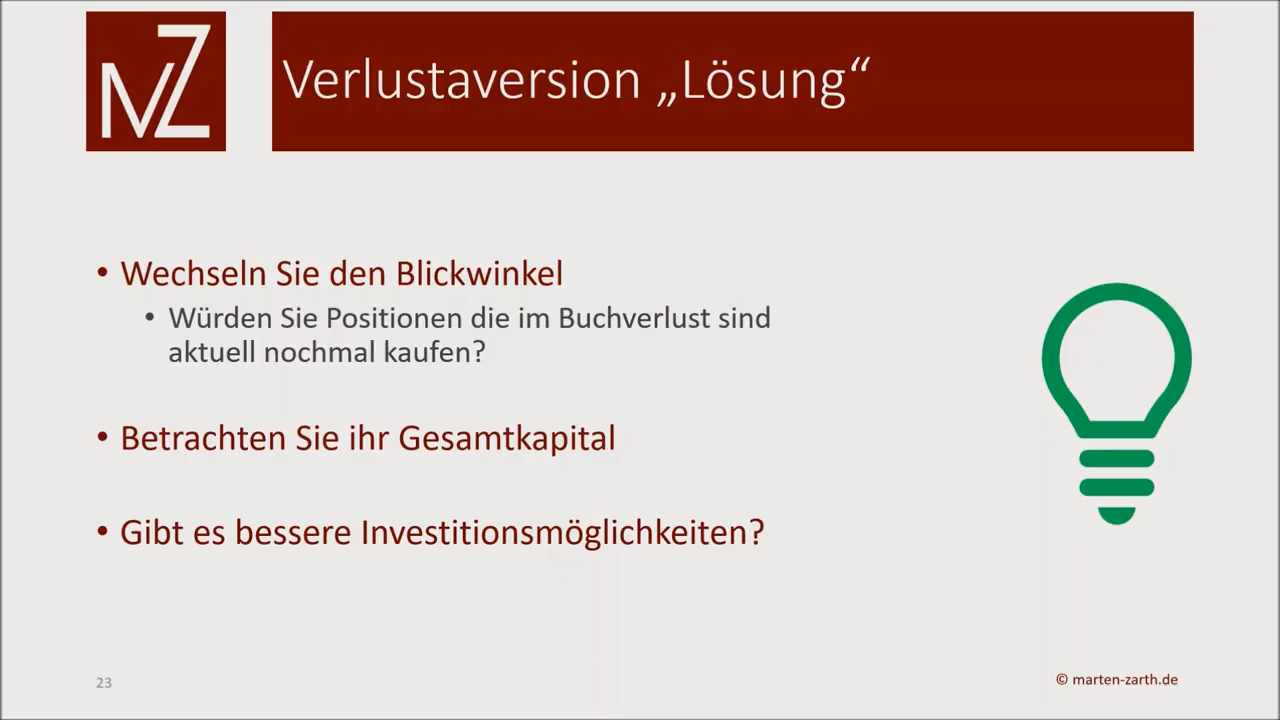 MZ
Verlustaversion „Lösung“
• Wechseln Sie den Blickwinkel
• Würden Sie Positionen die im Buchverlust sind
aktuell nochmal kaufen?
• Betrachten Sie ihr Gesamtkapital
• Gibt es bessere Investitionsmöglichkeiten?
23
© marten-zarth.de